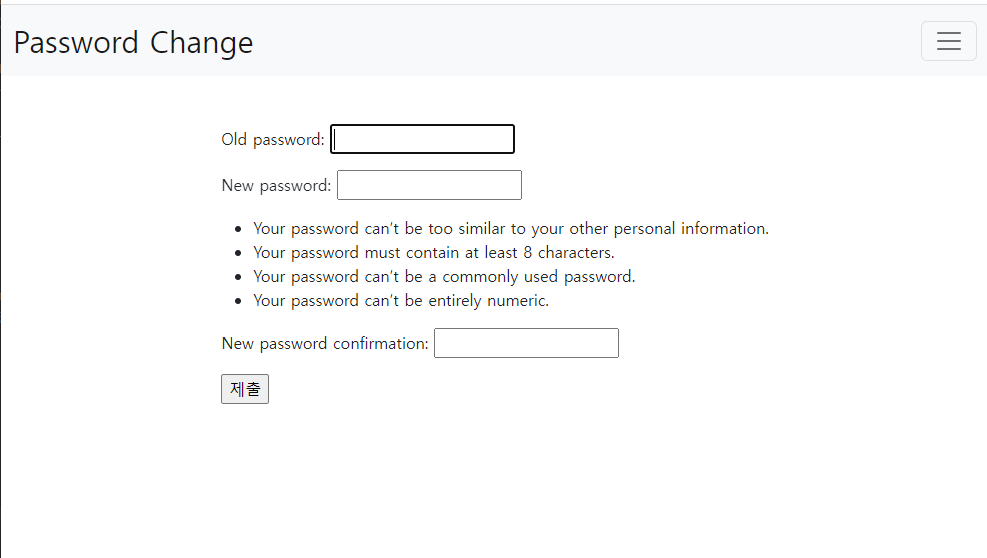 Password Change
Old password:
New password:
Your password can't be too similar to your other personal information.
Your password must contain at least 8 characters.
Your password can't be a commonly used password.
Your password can't be entirely numeric.
New password confirmation:
제출